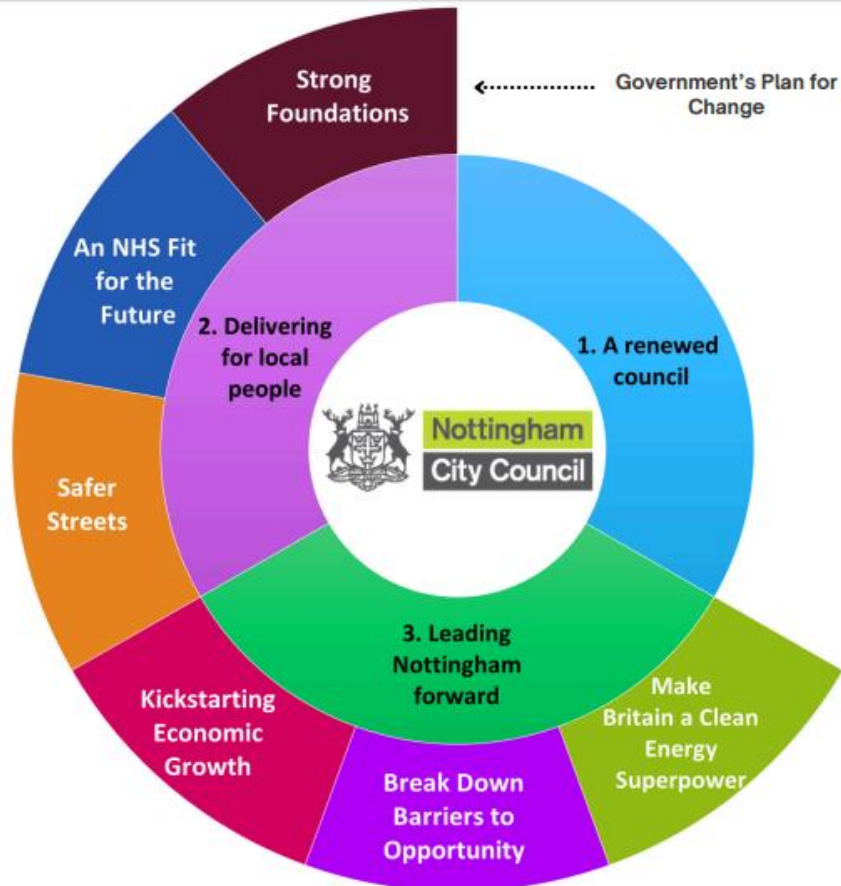 Strong
Foundations
Government's Plan for
Change
An NHS Fit
for the
Future
2. Delivering
for local
people
1. A renewed
council
Nottingham
City Council
Safer
Streets
3. Leading
Nottingham
forward
Kickstarting
Economic
Growth
Break Down
Barriers to
Opportunity
Make
Britain a Clean
Energy
Superpower